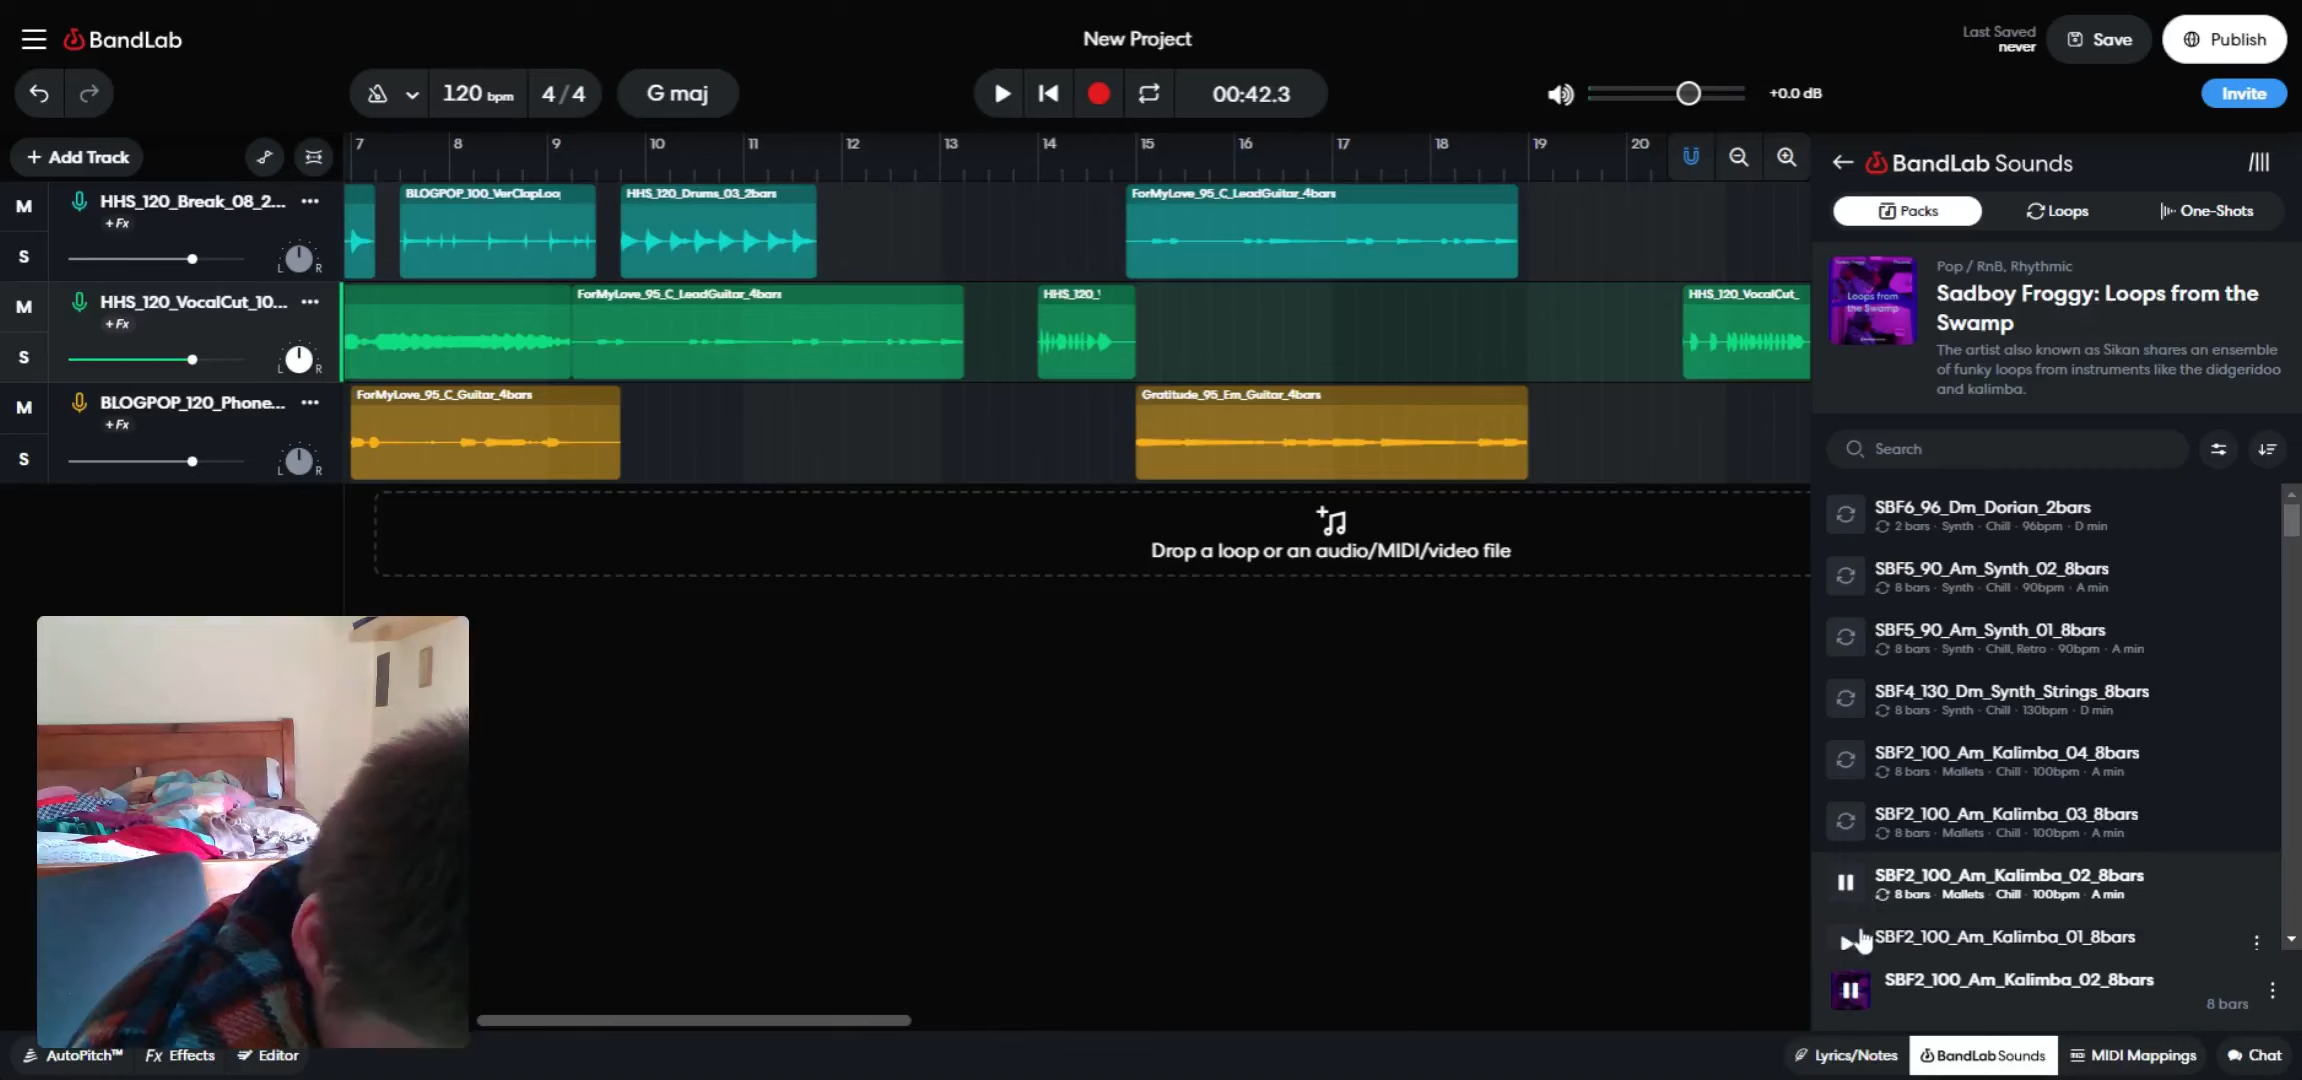 BandLab
New Project
Last Saved
never
Save
Publish
120 bpm
4/4
G maj
00:42.3
+0.0 dB
Invite
+ Add Track
7
8
9
10
11
12
13
14
15
16
17
18
19
20
BandLab Sounds
Packs
Loops
One-Shots
M
HHS_120_Break_08_2...
+Fx
S
L
R
BLOGPOP_100_VerClapLoo
HHS_120_Drums_03_2bars
ForMyLove_95_C_LeadGuitar_4bars
M
HHS_120_VocalCut_10...
+Fx
S
L
R
ForMyLove_95_C_LeadGuitar_4bars
HHS_120_
HHS_120_VocalCut_
M
BLOGPOP_120_Phone...
+Fx
S
L
R
ForMyLove_95_C_Guitar_4bars
Gratitude_95_Em_Guitar_4bars
Drop a loop or an audio/MIDI/video file
Loops from
the Swamp
Pop / RnB, Rhythmic
Sadboy Froggy: Loops from the
Swamp
The artist also known as Sikan shares an ensemble
of funky loops from instruments like the didgeridoo
and kalimba.
Search
SBF6_96_Dm_Dorian_2bars
2 bars · Synth · Chill · 96bpm · D min
SBF5_90_Am_Synth_02_8bars
8 bars · Synth · Chill · 90bpm · A min
SBF5_90_Am_Synth_01_8bars
8 bars · Synth · Chill, Retro · 90bpm · A min
SBF4_130_Dm_Synth_Strings_8bars
8 bars · Synth · Chill · 130bpm · D min
SBF2_100_Am_Kalimba_04_8bars
8 bars · Mallets · Chill · 100bpm · A min
SBF2_100_Am_Kalimba_03_8bars
8 bars · Mallets · Chill · 100bpm · A min
SBF2_100_Am_Kalimba_02_8bars
8 bars · Mallets · Chill · 100bpm · A min
SBF2_100_Am_Kalimba_01_8bars
SBF2_100_Am_Kalimba_02_8bars
8 bars
AutoPitch™
Fx Effects
Editor
Lyrics/Notes
BandLab Sounds
MIDI Mappings
Chat